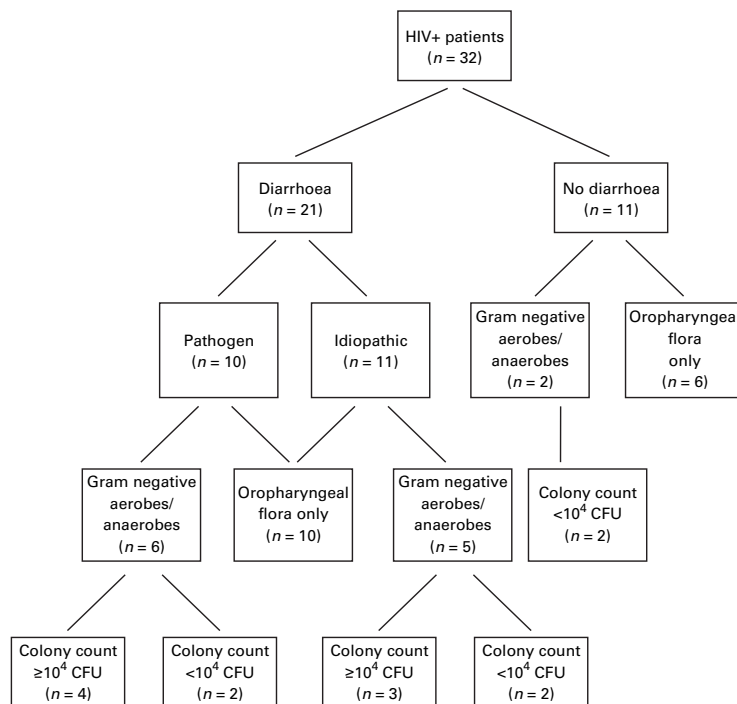 HIV+ patients
(n = 32)
Diarrhoea
(n = 21)
No diarrhoea
(n = 11)
Pathogen
(n = 10)
Idiopathic
(n = 11)
Gram negative
aerobes/
anaerobes
(n = 2)
Oropharyngeal
flora
only
(n = 6)
Gram negative
aerobes/
anaerobes
(n = 6)
Oropharyngeal
flora only
(n = 10)
Gram negative
aerobes/
anaerobes
(n = 5)
Colony count
<10⁴ CFU
(n = 2)
Colony count
≥10⁴ CFU
(n = 4)
Colony count
<10⁴ CFU
(n = 2)
Colony count
≥10⁴ CFU
(n = 3)
Colony count
<10⁴ CFU
(n = 2)